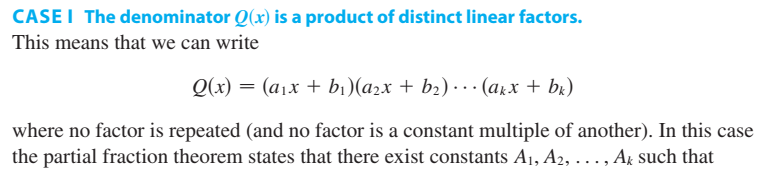 CASE I The denominator Q(x) is a product of distinct linear factors.
This means that we can write
Q(x) = (a₁x + b₁)(a₂x + b₂) · · · (aₖx + bₖ)
where no factor is repeated (and no factor is a constant multiple of another). In this case
the partial fraction theorem states that there exist constants A₁, A₂, . . . , Aₖ such that